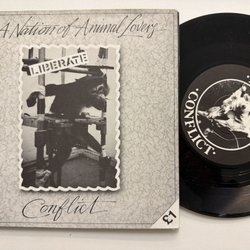 A Nation of Animal Lovers
LIBERATE
Conflict
£1
·CONFLICT·